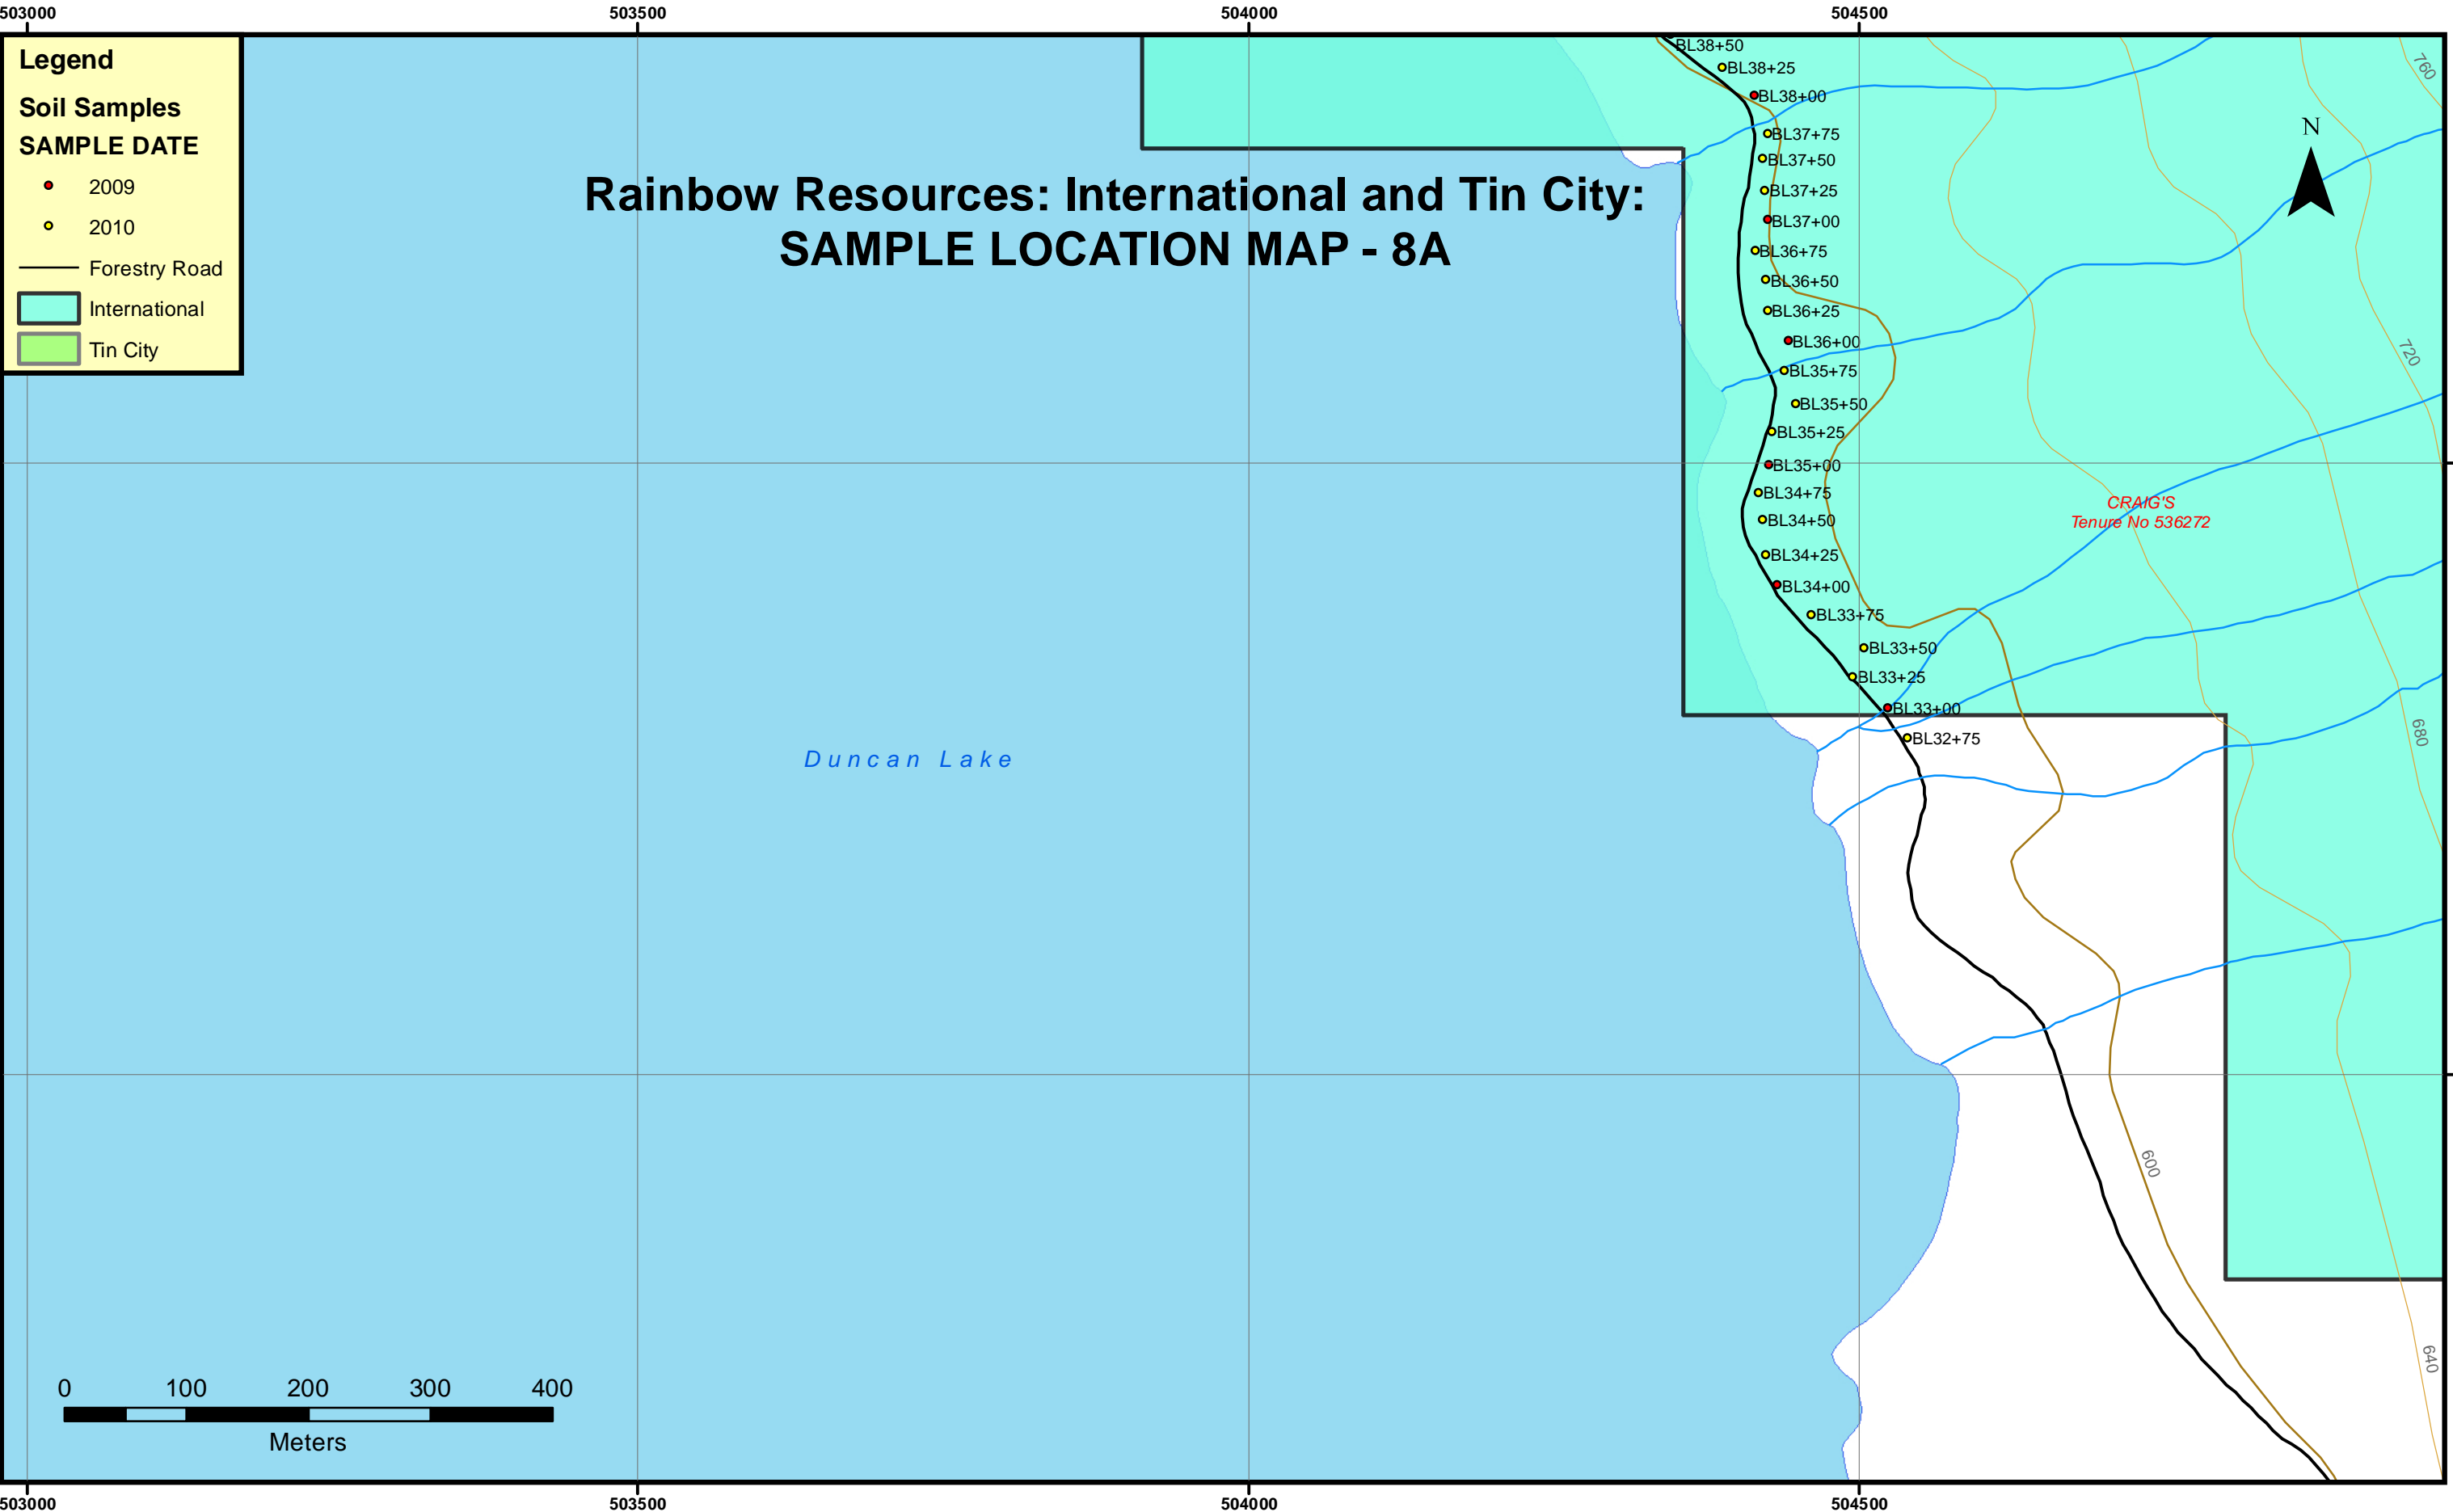 503000
503500
504000
504500
Legend
Soil Samples
SAMPLE DATE
2009
2010
Forestry Road
International
Tin City
Rainbow Resources: International and Tin City:
SAMPLE LOCATION MAP - 8A
N
BL38+50
BL38+25
BL38+00
BL37+75
BL37+50
BL37+25
BL37+00
BL36+75
BL36+50
BL36+25
BL36+00
BL35+75
BL35+50
BL35+25
BL35+00
BL34+75
BL34+50
BL34+25
BL34+00
BL33+75
BL33+50
BL33+25
BL33+00
BL32+75
760
720
CRAIG'S
Tenure No 536272
680
Duncan Lake
600
640
0 100 200 300 400
Meters
503000
503500
504000
504500